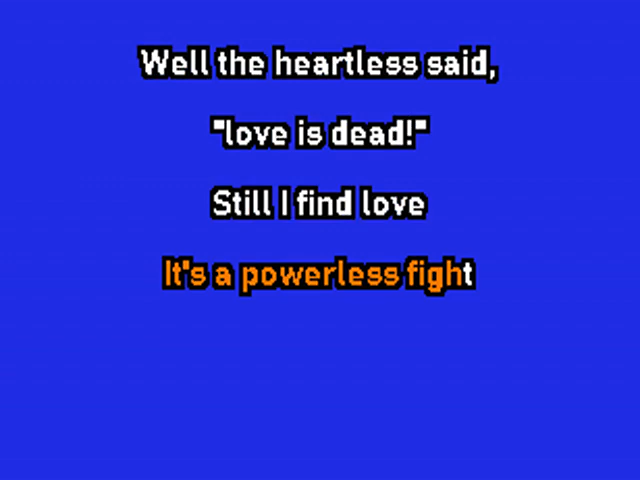 Well the heartless said,
"love is dead!"
Still I find love
It's a powerless fight